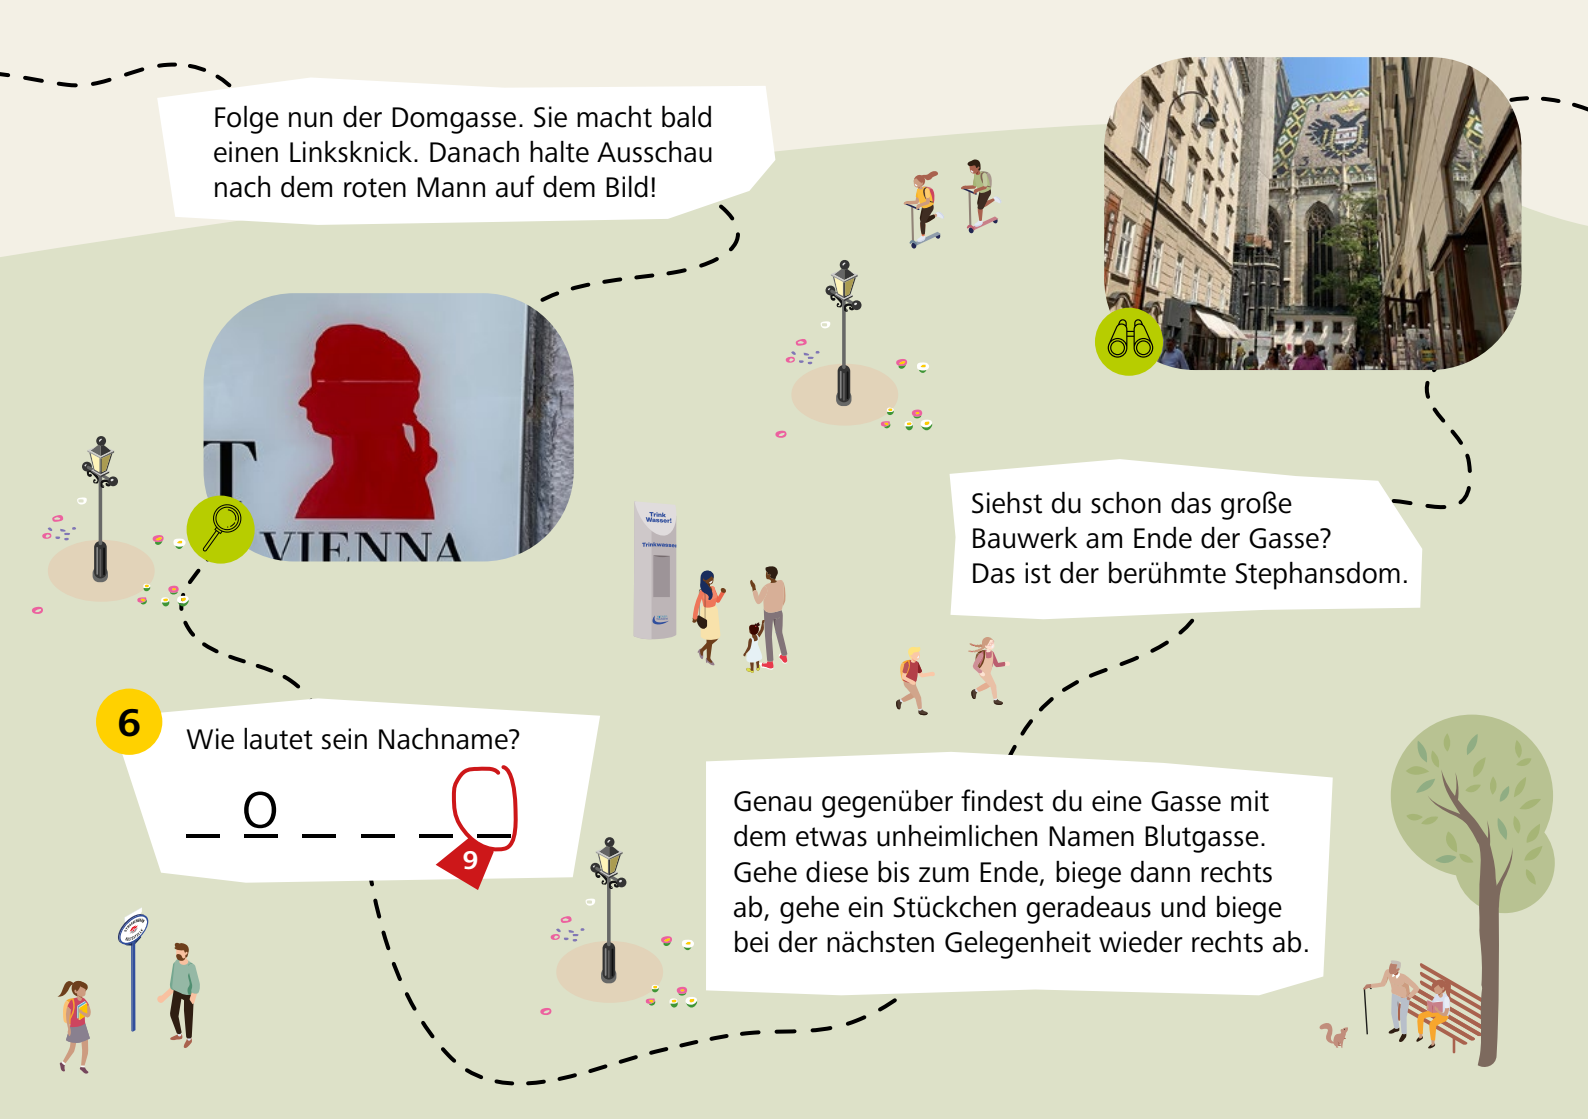 Folge nun der Domgasse. Sie macht bald
einen Linksknick. Danach halte Ausschau
nach dem roten Mann auf dem Bild!
T
VIENNA
Trink
Wasser!
Trinkwasser
Siehst du schon das große
Bauwerk am Ende der Gasse?
Das ist der berühmte Stephansdom.
6
Wie lautet sein Nachname?
O
9
Genau gegenüber findest du eine Gasse mit
dem etwas unheimlichen Namen Blutgasse.
Gehe diese bis zum Ende, biege dann rechts
ab, gehe ein Stückchen geradeaus und biege
bei der nächsten Gelegenheit wieder rechts ab.